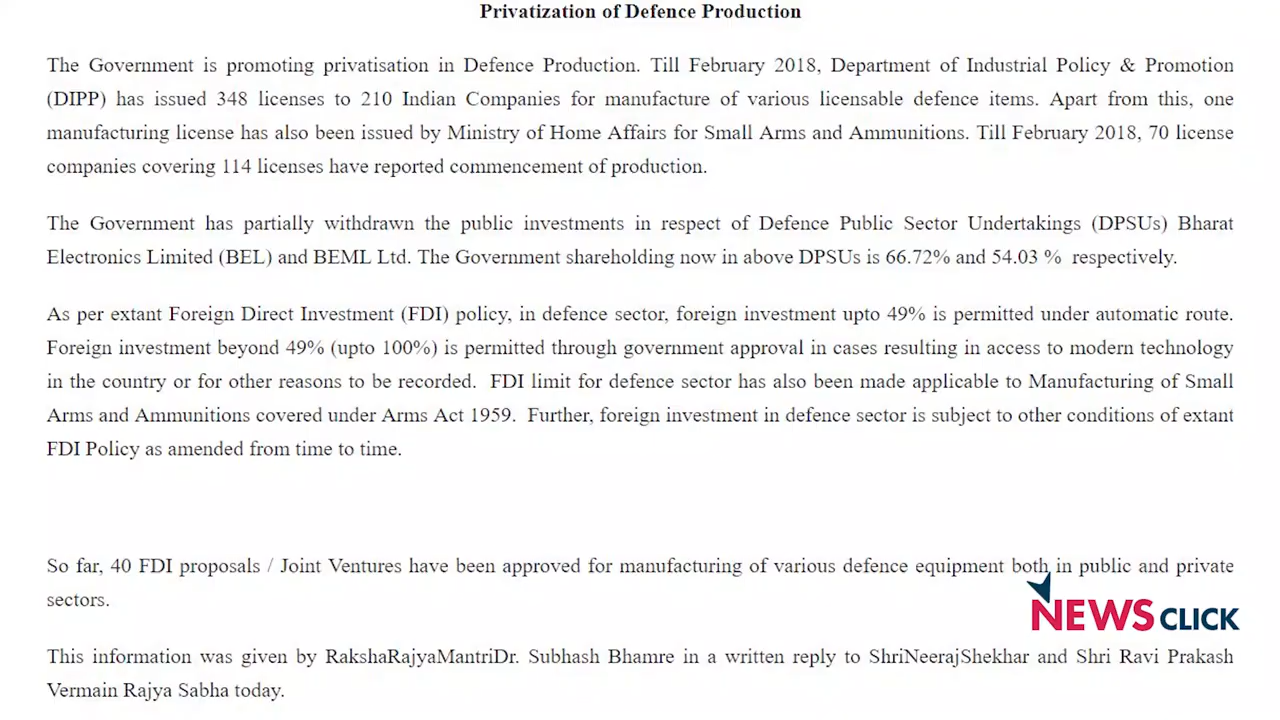 Privatization of Defence Production
The Government is promoting privatisation in Defence Production. Till February 2018, Department of Industrial Policy & Promotion
(DIPP) has issued 348 licenses to 210 Indian Companies for manufacture of various licensable defence items. Apart from this, one
manufacturing license has also been issued by Ministry of Home Affairs for Small Arms and Ammunitions. Till February 2018, 70 license
companies covering 114 licenses have reported commencement of production.
The Government has partially withdrawn the public investments in respect of Defence Public Sector Undertakings (DPSUs) Bharat
Electronics Limited (BEL) and BEML Ltd. The Government shareholding now in above DPSUs is 66.72% and 54.03 % respectively.
As per extant Foreign Direct Investment (FDI) policy, in defence sector, foreign investment upto 49% is permitted under automatic route.
Foreign investment beyond 49% (upto 100%) is permitted through government approval in cases resulting in access to modern technology
in the country or for other reasons to be recorded. FDI limit for defence sector has also been made applicable to Manufacturing of Small
Arms and Ammunitions covered under Arms Act 1959. Further, foreign investment in defence sector is subject to other conditions of extant
FDI Policy as amended from time to time.
So far, 40 FDI proposals / Joint Ventures have been approved for manufacturing of various defence equipment both in public and private
sectors.
NEWS CLICK
This information was given by RakshaRajyaMantriDr. Subhash Bhamre in a written reply to ShriNeerajShekhar and Shri Ravi Prakash
Vermain Rajya Sabha today.